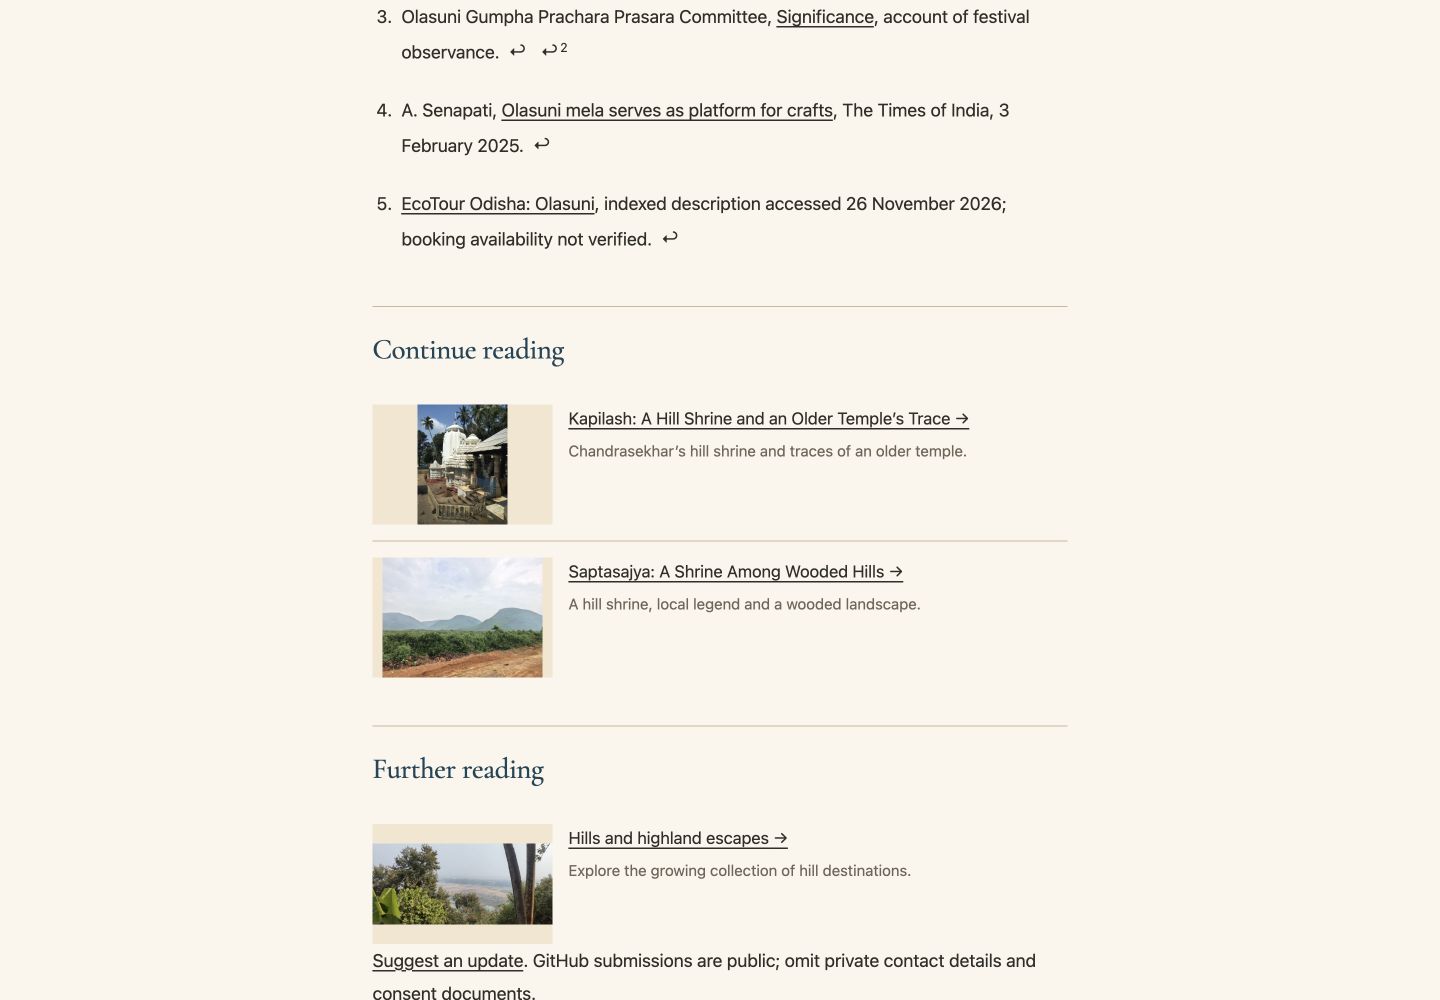 3. Olasuni Gumpha Prachara Prasara Committee, Significance, account of festival
observance. ↩ ↩2
4. A. Senapati, Olasuni mela serves as platform for crafts, The Times of India, 3
February 2025. ↩
5. EcoTour Odisha: Olasuni, indexed description accessed 26 November 2026;
booking availability not verified. ↩
Continue reading
Kapilash: A Hill Shrine and an Older Temple’s Trace →
Chandrasekhar’s hill shrine and traces of an older temple.
Saptasajya: A Shrine Among Wooded Hills →
A hill shrine, local legend and a wooded landscape.
Further reading
Hills and highland escapes →
Explore the growing collection of hill destinations.
Suggest an update. GitHub submissions are public; omit private contact details and
consent documents.